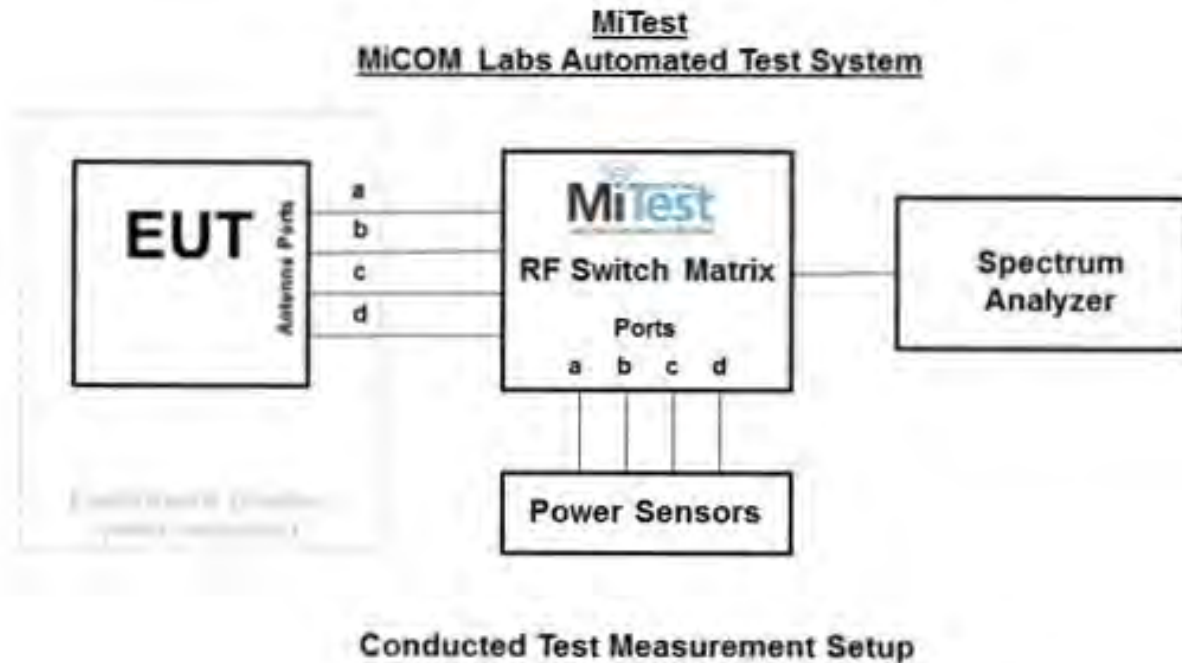 MiTest
MiCOM Labs Automated Test System
EUT
Antenna Ports
a
b
c
d
MiTest
RF Switch Matrix
Ports
a b c d
Spectrum
Analyzer
Power Sensors
Conducted Test Measurement Setup